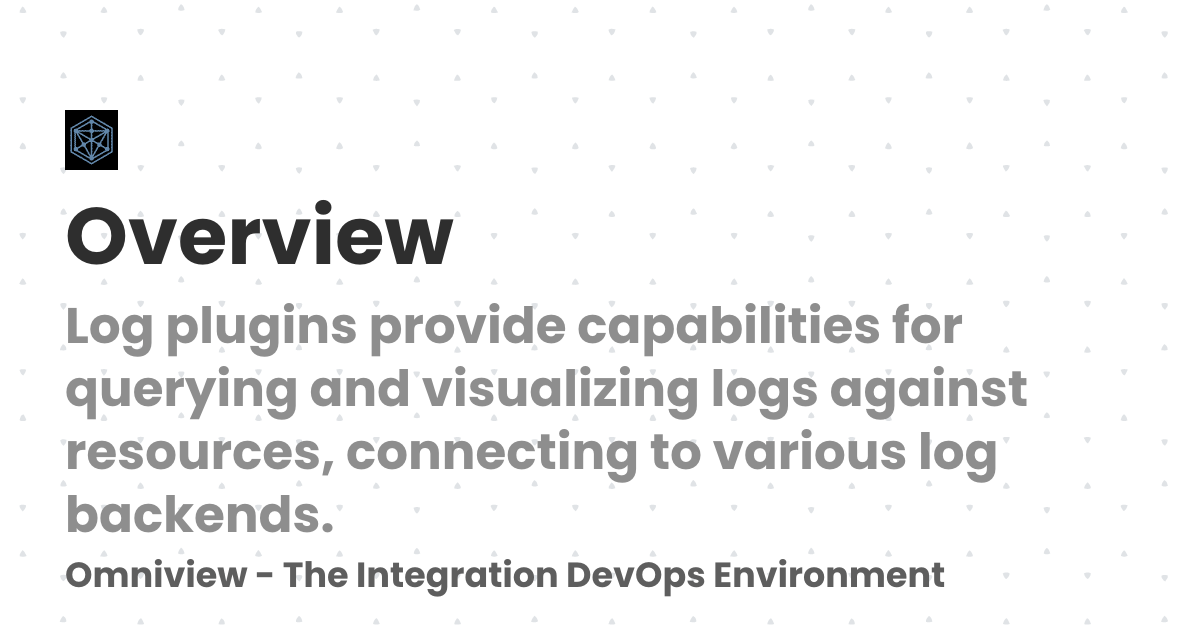 Overview
Log plugins provide capabilities for
querying and visualizing logs against
resources, connecting to various log
backends.
Omniview - The Integration DevOps Environment